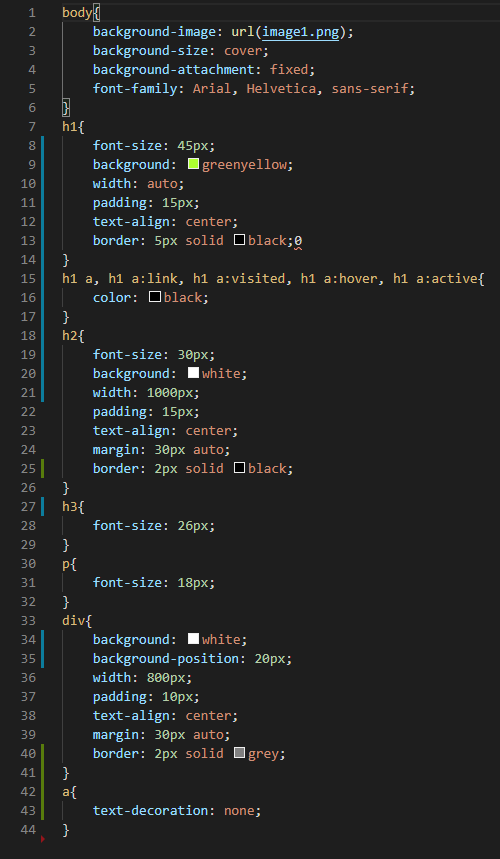 1 body{
2     background-image: url(image1.png);
3     background-size: cover;
4     background-attachment: fixed;
5     font-family: Arial, Helvetica, sans-serif;
6 }
7 h1{
8     font-size: 45px;
9     background: greenyellow;
10     width: auto;
11     padding: 15px;
12     text-align: center;
13     border: 5px solid black;0
14 }
15 h1 a, h1 a:link, h1 a:visited, h1 a:hover, h1 a:active{
16     color: black;
17 }
18 h2{
19     font-size: 30px;
20     background: white;
21     width: 1000px;
22     padding: 15px;
23     text-align: center;
24     margin: 30px auto;
25     border: 2px solid black;
26 }
27 h3{
28     font-size: 26px;
29 }
30 p{
31     font-size: 18px;
32 }
33 div{
34     background: white;
35     background-position: 20px;
36     width: 800px;
37     padding: 10px;
38     text-align: center;
39     margin: 30px auto;
40     border: 2px solid grey;
41 }
42 a{
43     text-decoration: none;
44 }